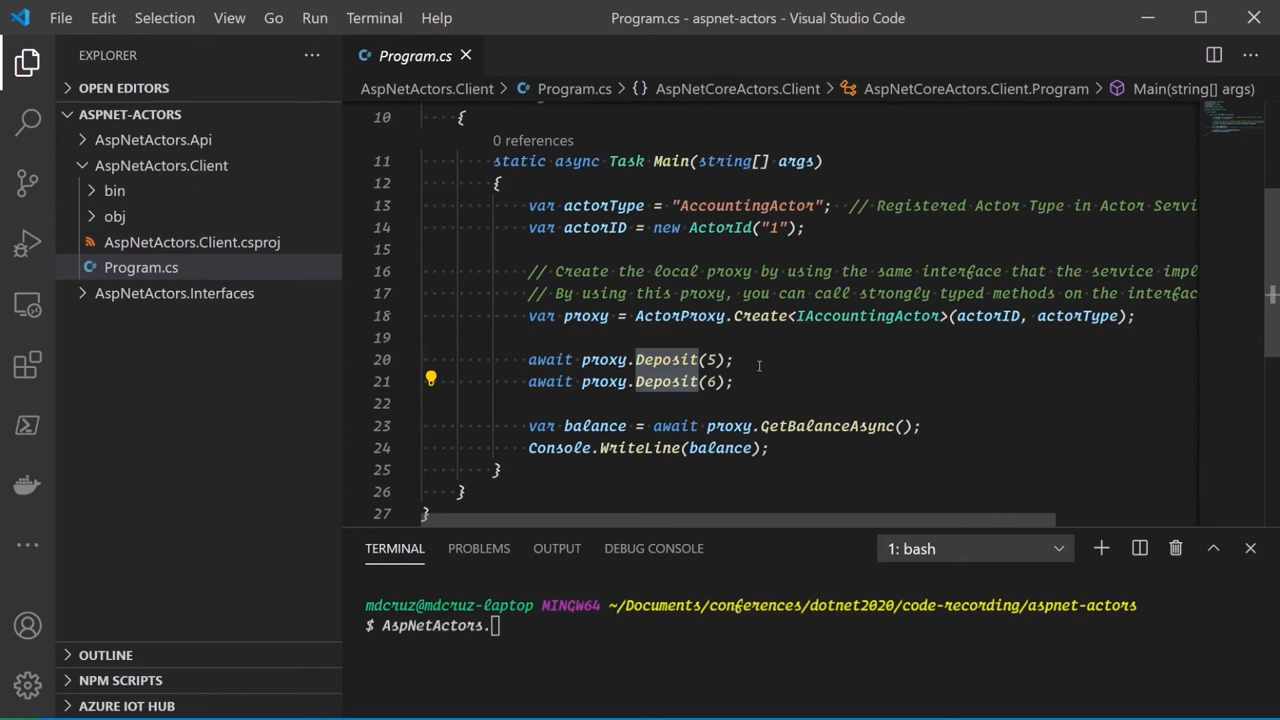 File Edit Selection View Go Run Terminal Help Program.cs - aspnet-actors - Visual Studio Code
EXPLORER
OPEN EDITORS
ASPNET-ACTORS
AspNetActors.Api
AspNetActors.Client
bin
obj
AspNetActors.Client.csproj
C# Program.cs
AspNetActors.Interfaces
OUTLINE
NPM SCRIPTS
AZURE IOT HUB
C# Program.cs
AspNetActors.Client > C# Program.cs > {} AspNetCoreActors.Client > AspNetCoreActors.Client.Program > Main(string[] args)
10 {
0 references
11 static async Task Main(string[] args)
12 {
13 var actorType = "AccountingActor"; // Registered Actor Type in Actor Servi
14 var actorID = new ActorId("1");
15
16 // Create the local proxy by using the same interface that the service impl
17 // By using this proxy, you can call strongly typed methods on the interfac
18 var proxy = ActorProxy.Create<IAccountingActor>(actorID, actorType);
19
20 await proxy.Deposit(5);
21 await proxy.Deposit(6);
22
23 var balance = await proxy.GetBalanceAsync();
24 Console.WriteLine(balance);
25 }
26 }
27 }
TERMINAL PROBLEMS OUTPUT DEBUG CONSOLE 1: bash
mdcruz@mdcruz-laptop MINGW64 ~/Documents/conferences/dotnet2020/code-recording/aspnet-actors
$ AspNetActors.